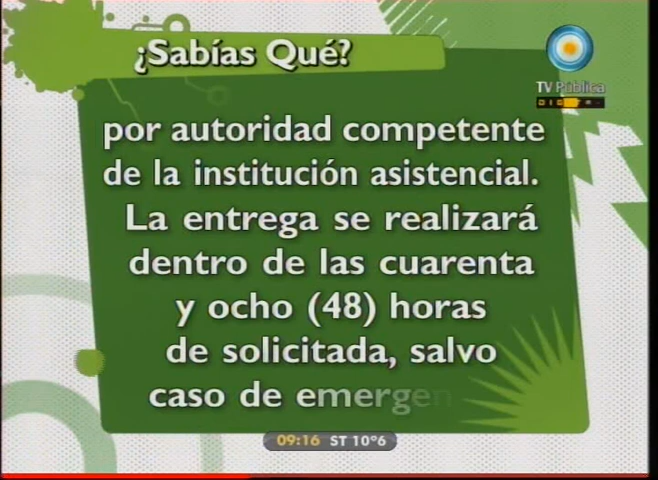 ¿Sabías Qué?
TV Pública
DIGITAL
por autoridad competente
de la institución asistencial.
La entrega se realizará
dentro de las cuarenta
y ocho (48) horas
de solicitada, salvo
caso de emergen
09:16 ST 10°6